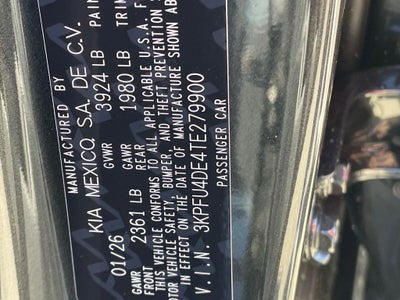 MANUFACTURED BY
KIA MEXICO, S.A. DE C.V.
01/26 GVWR 3924 LB PAIN
GAWR FRONT 2361 LB GAWR REAR 1980 LB TRIM
THIS VEHICLE CONFORMS TO ALL APPLICABLE U.S.A. F
MOTOR VEHICLE SAFETY, BUMPER, AND THEFT PREVENTION
IN EFFECT ON THE DATE OF MANUFACTURE SHOWN AB
V.I.N. 3KPFU4DE4TE279900
PASSENGER CAR